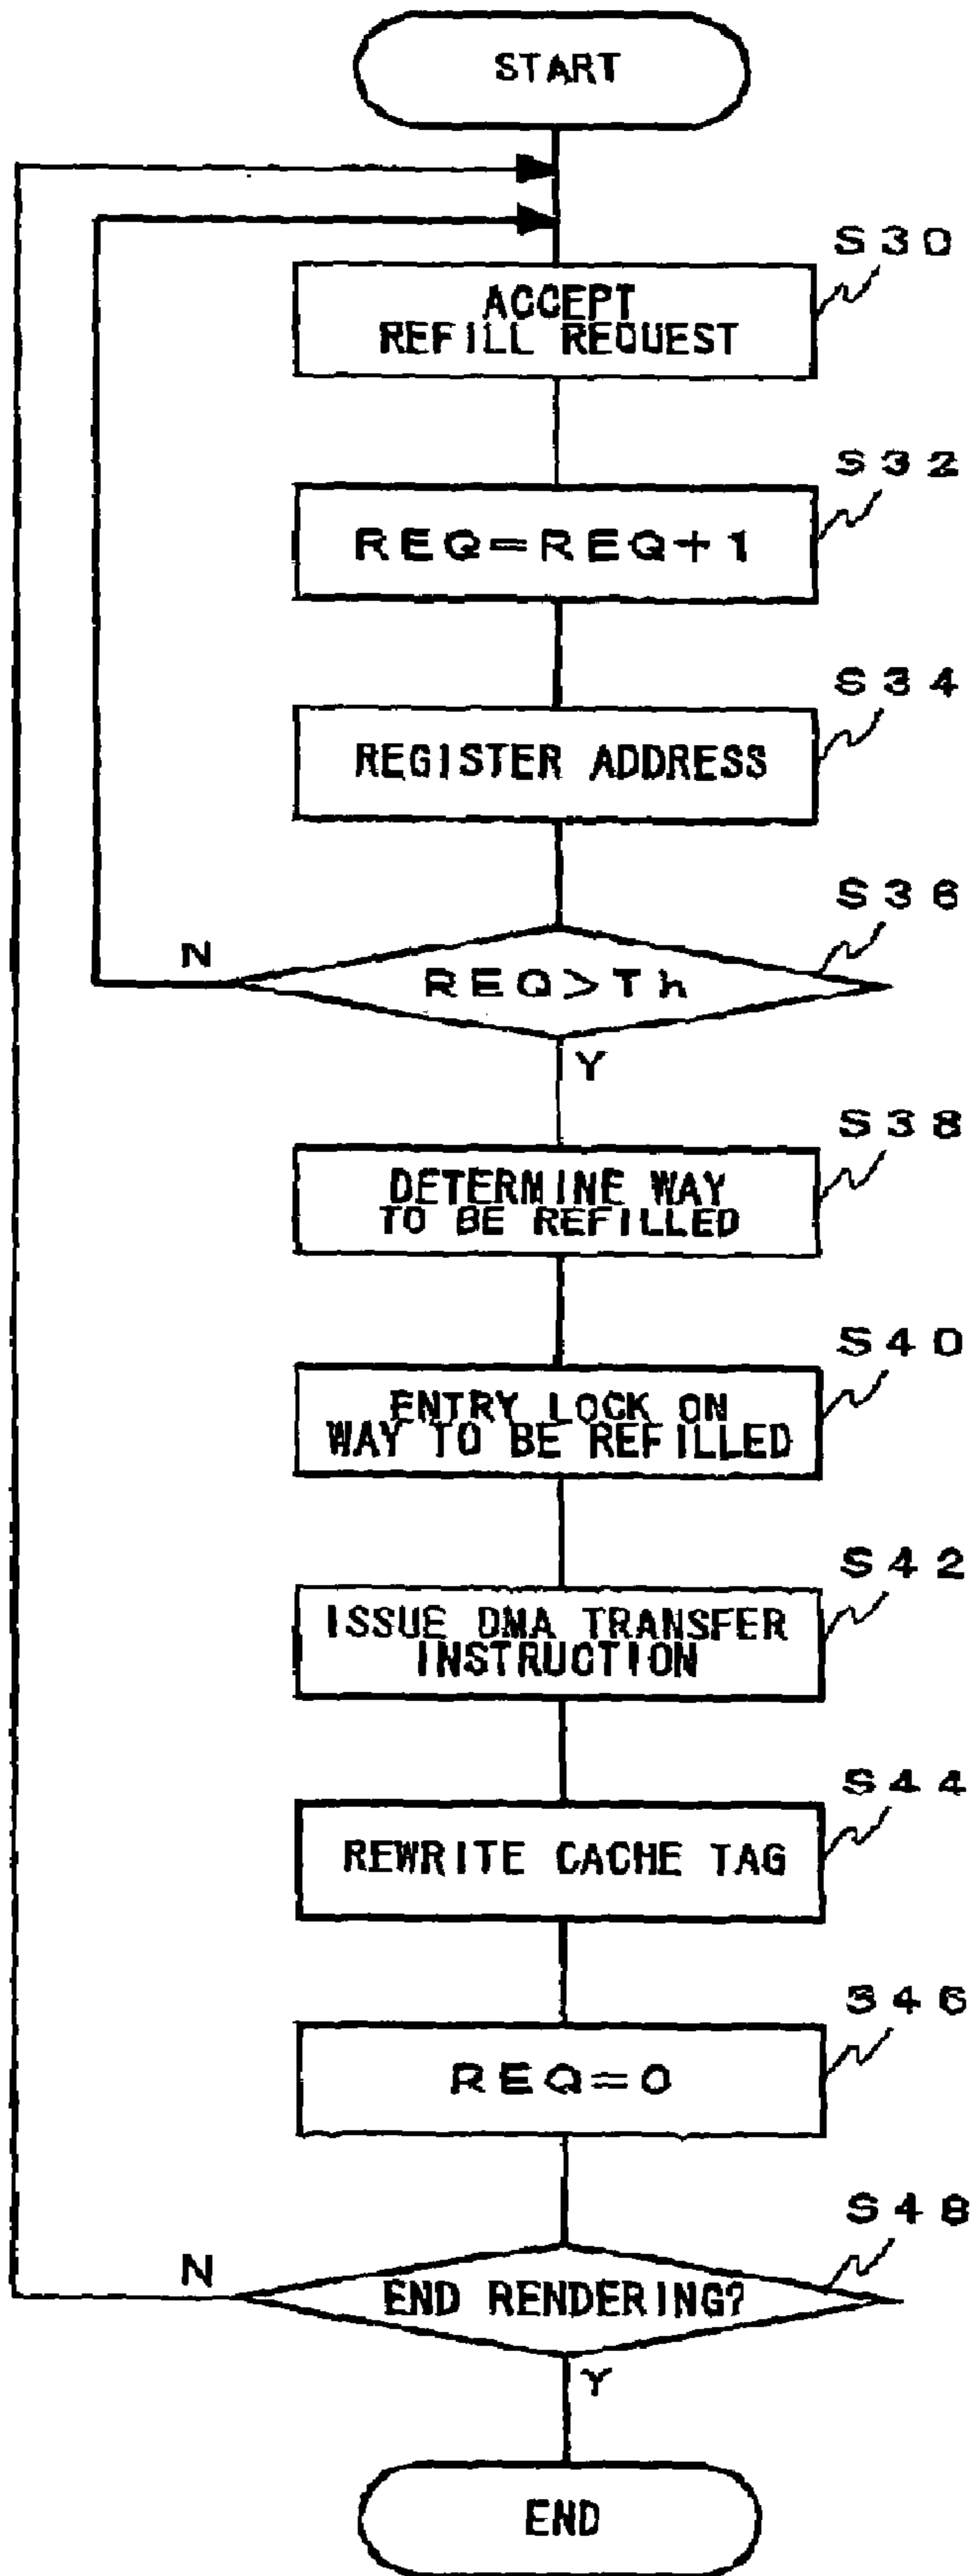 START
S30
ACCEPT
REFILL REQUEST
S32
REQ=REQ+1
S34
REGISTER ADDRESS
S36
N
REQ>Th
Y
S38
DETERMINE WAY
TO BE REFILLED
S40
ENTRY LOCK ON
WAY TO BE REFILLED
S42
ISSUE DMA TRANSFER
INSTRUCTION
S44
REWRITE CACHE TAG
S46
REQ=0
S48
N
END RENDERING?
Y
END